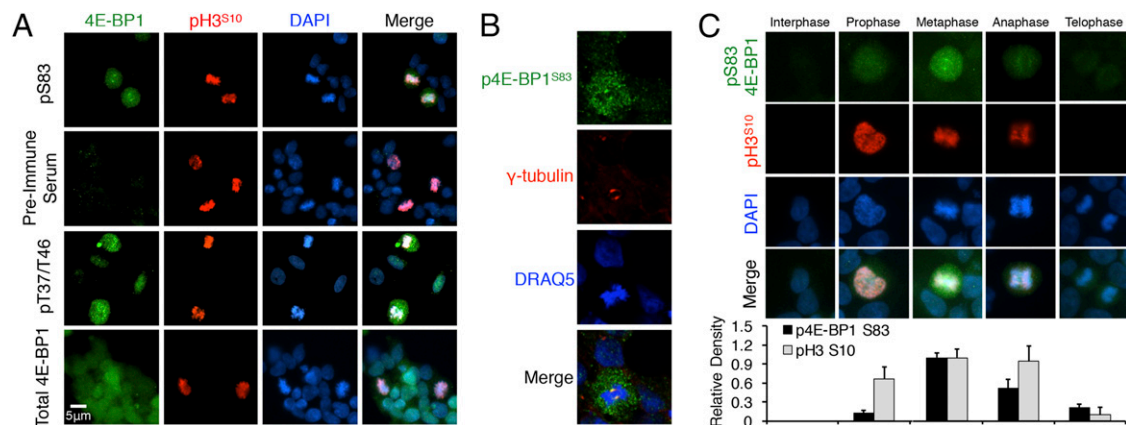 A
4E-BP1 pH3S10 DAPI Merge
pS83
Pre-Immune
Serum
pT37/T46
Total 4E-BP1
5μm
B
p4E-BP1S83
γ-tubulin
DRAQ5
Merge
C
Interphase Prophase Metaphase Anaphase Telophase
pS83
4E-BP1
pH3S10
DAPI
Merge
Relative Density
1.5
1.2
0.9
0.6
0.3
0
p4E-BP1 S83
pH3 S10